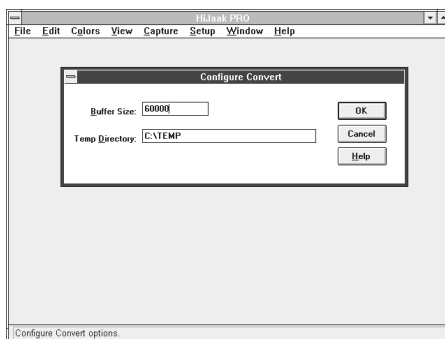 HiJaak PRO
File Edit Colors View Capture Setup Window Help
Configure Convert
Buffer Size: 60000
OK
Temp Directory: C:\TEMP
Cancel
Help
Configure Convert options.